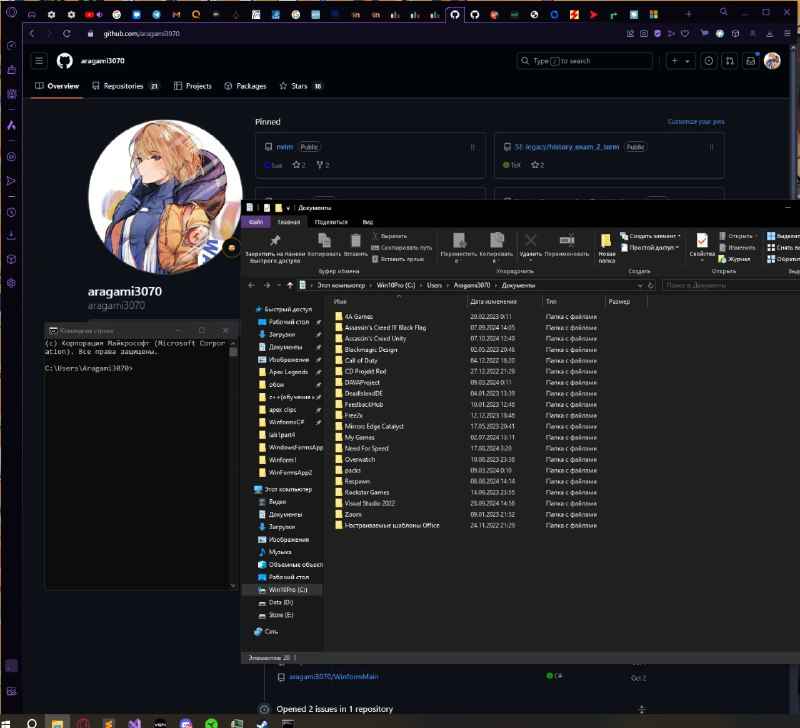 github.com/aragami3070
aragami3070
Type / to search
Overview
Repositories 21
Projects
Packages
Stars 18
Pinned
Customize your pins
nvim Public
Lua 2 2
SE-legacy/history_exam_2_term Public
TeX 2
aragami3070
aragami3070
Командная строка
(c) Корпорация Майкрософт (Microsoft Corpor
ation). Все права защищены.
C:\Users\Aragami3070>
Документы
Файл Главная Поделиться Вид
Закрепить на панели
быстрого доступа
Копировать
Вставить
Вырезать
Скопировать путь
Вставить ярлык
Буфер обмена
Переместить
в
Копировать
в
Удалить
Переименовать
Упорядочить
Новая
папка
Создать элемент
Простой доступ
Создать
Свойства
Открыть
Изменить
Журнал
Открыть
Этот компьютер Win10Pro (C:) Users Aragami3070 Документы
Поиск в: Документы
Быстрый доступ
Рабочий стол
Загрузки
Документы
Изображения
Apex Legends
обои
c++(обучение и
apex clips
WinformsC#
lab1part4
WindowsFormsApp
Winform1
WinFormsApp2
Этот компьютер
Видео
Документы
Загрузки
Изображения
Музыка
Объемные объект
Рабочий стол
Win10Pro (C:)
Data (D:)
Store (E:)
Сеть
Имя Дата изменения Тип Размер
4A Games 20.02.2023 0:11 Папка с файлами
Assassin's Creed IV Black Flag 07.09.2024 14:05 Папка с файлами
Assassin's Creed Unity 07.10.2024 12:49 Папка с файлами
Blackmagic Design 02.05.2023 20:46 Папка с файлами
Call of Duty 04.12.2022 18:20 Папка с файлами
CD Projekt Red 27.12.2022 21:29 Папка с файлами
DAVAProject 09.03.2024 0:11 Папка с файлами
DeadIslandDE 04.01.2023 13:39 Папка с файлами
FeedbackHub 10.01.2023 12:46 Папка с файлами
Free2x 12.12.2023 18:46 Папка с файлами
Mirrors Edge Catalyst 17.05.2023 20:41 Папка с файлами
My Games 02.07.2024 13:11 Папка с файлами
Need For Speed 17.08.2024 3:20 Папка с файлами
Overwatch 10.08.2023 23:36 Папка с файлами
packs 09.03.2024 0:10 Папка с файлами
Respawn 08.08.2024 14:14 Папка с файлами
Rockstar Games 14.09.2023 23:55 Папка с файлами
Visual Studio 2022 28.09.2024 14:56 Папка с файлами
Zoom 09.01.2023 21:52 Папка с файлами
Настраиваемые шаблоны Office 24.11.2022 21:29 Папка с файлами
Элементов: 20
aragami3070/WinformMain
C#
Oct 2
Opened 2 issues in 1 repository